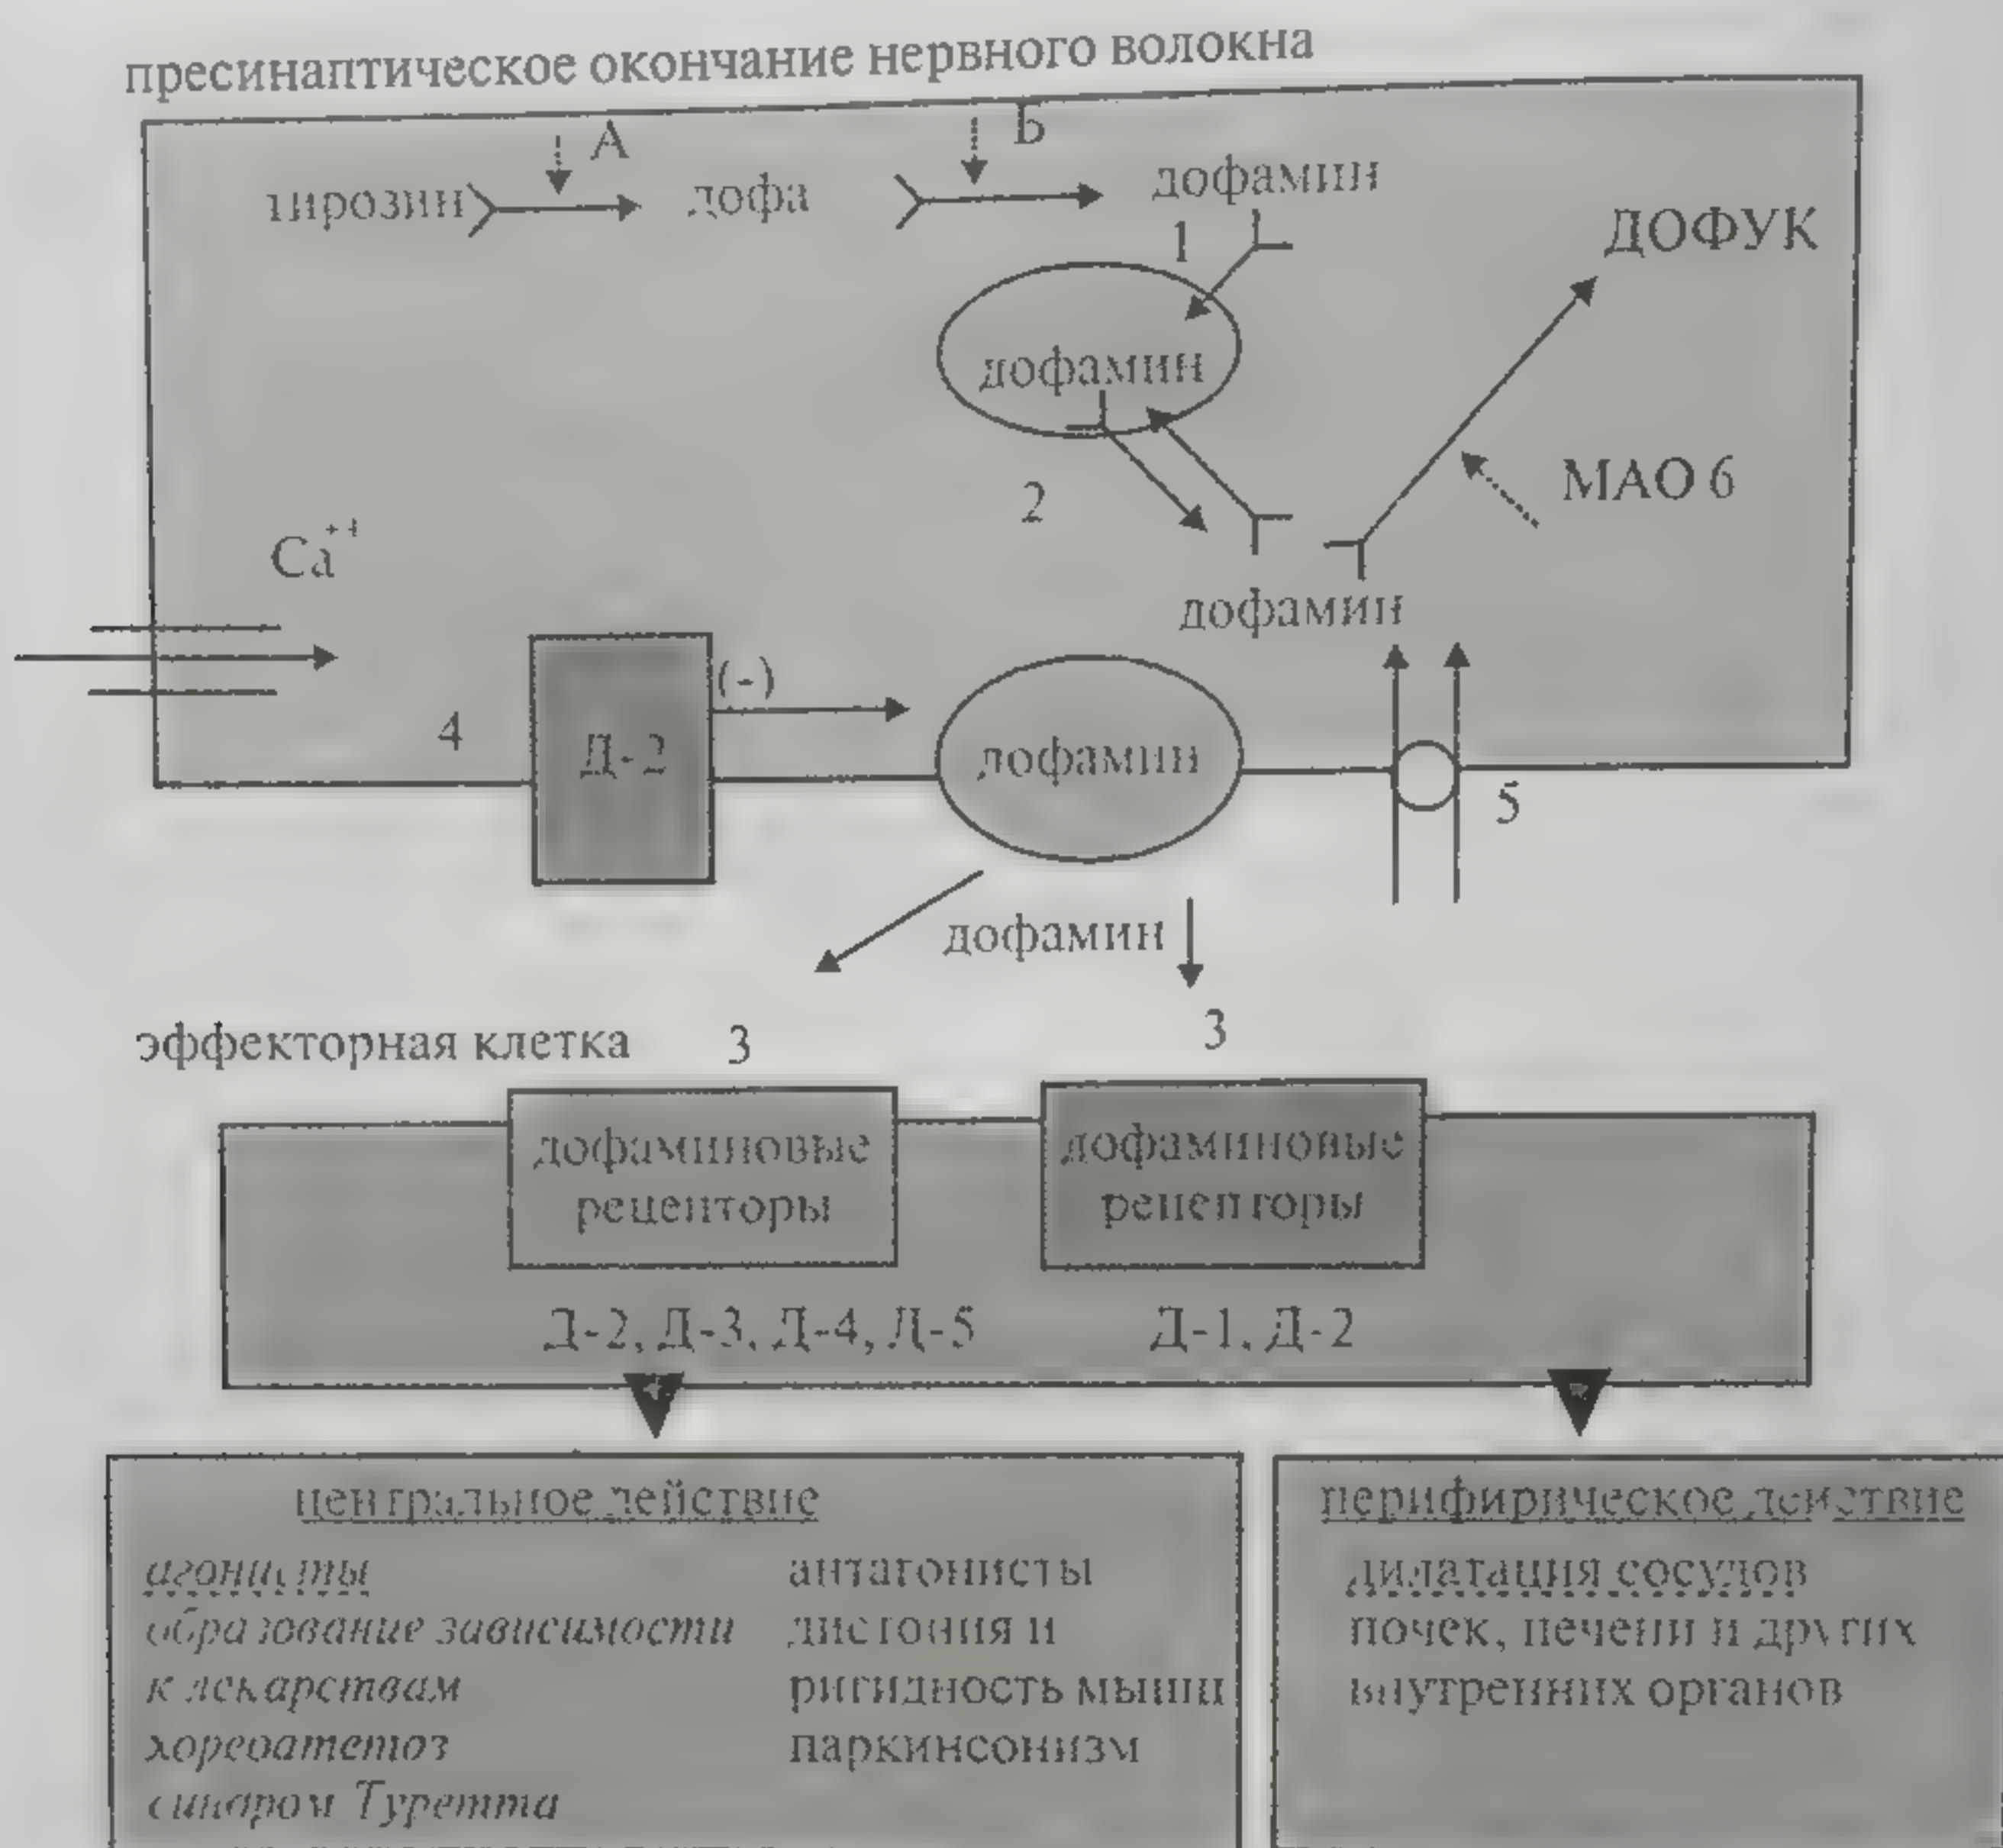 пресинаптическое окончание нервного волокна
А
Б
тирозин
дофа
дофамин
1
ДОФУК
дофамин
2
МАО 6
Ca++
дофамин
4
Д-2
(-)
дофамин
5
дофамин
эффекторная клетка
3
3
дофаминовые
рецепторы
дофаминовые
рецепторы
Д-2, Д-3, Д-4, Д-5
Д-1, Д-2
центральное действие
агонисты
образование зависимости
к лекарствам
хореоатетоз
синдром Туретта
антагонисты
дистония и
ригидность мышц
паркинсонизм
перифирическое действие
дилатация сосудов
почек, печени и других
внутренних органов